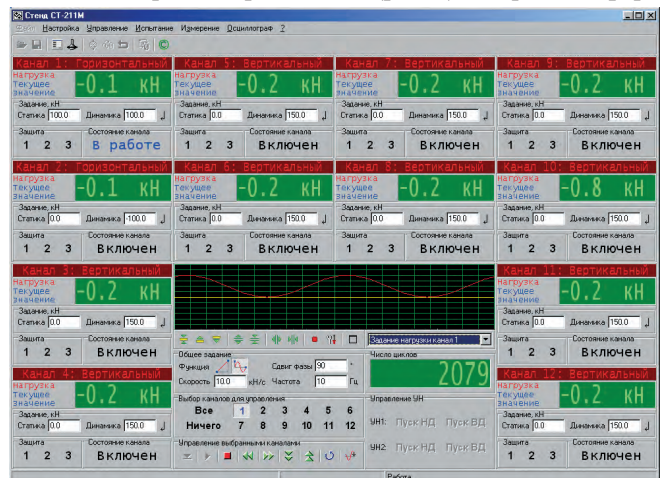 Стенд СТ-211М
Настройка Управление Испытание Измерение Осциллограф ?
Канал 1: Горизонтальный
Нагрузка
Текущее значение
-0.1 кН
Задание, кН
Статика 100.0 Динамика 100.0
Защита Состояние канала
1 2 3 В работе
Канал 5: Вертикальный
Нагрузка
Текущее значение
-0.2 кН
Задание, кН
Статика 0.0 Динамика 150.0
Защита Состояние канала
1 2 3 Включен
Канал 7: Вертикальный
Нагрузка
Текущее значение
-0.2 кН
Задание, кН
Статика 0.0 Динамика 150.0
Защита Состояние канала
1 2 3 Включен
Канал 9: Вертикальный
Нагрузка
Текущее значение
-0.2 кН
Задание, кН
Статика 0.0 Динамика 150.0
Защита Состояние канала
1 2 3 Включен
Канал 2: Горизонтальный
Нагрузка
Текущее значение
-0.1 кН
Задание, кН
Статика 0.0 Динамика -100.0
Защита Состояние канала
1 2 3 Включен
Канал 6: Вертикальный
Нагрузка
Текущее значение
-0.2 кН
Задание, кН
Статика 0.0 Динамика 150.0
Защита Состояние канала
1 2 3 Включен
Канал 8: Вертикальный
Нагрузка
Текущее значение
-0.2 кН
Задание, кН
Статика 0.0 Динамика 150.0
Защита Состояние канала
1 2 3 Включен
Канал 10: Вертикальный
Нагрузка
Текущее значение
-0.8 кН
Задание, кН
Статика 0.0 Динамика 150.0
Защита Состояние канала
1 2 3 Включен
Канал 3: Вертикальный
Нагрузка
Текущее значение
-0.2 кН
Задание, кН
Статика 0.0 Динамика 150.0
Защита Состояние канала
1 2 3 Включен
Задание нагрузки канал 1
Канал 11: Вертикальный
Нагрузка
Текущее значение
-0.2 кН
Задание, кН
Статика 0.0 Динамика 150.0
Защита Состояние канала
1 2 3 Включен
Канал 4: Вертикальный
Нагрузка
Текущее значение
-0.2 кН
Задание, кН
Статика 0.0 Динамика 150.0
Защита Состояние канала
1 2 3 Включен
Общее задание
Функция Сдвиг фазы 90 °
Скорость 10.0 кН/с Частота 10 Гц
Выбор каналов для управления
Все 1 2 3 4 5 6
Ничего 7 8 9 10 11 12
Управление выбранными каналами
Число циклов
2079
Управление УН
УН1: Пуск НД Пуск ВД
УН2: Пуск НД Пуск ВД
Канал 12: Вертикальный
Нагрузка
Текущее значение
-0.2 кН
Задание, кН
Статика 0.0 Динамика 150.0
Защита Состояние канала
1 2 3 Включен
Работа